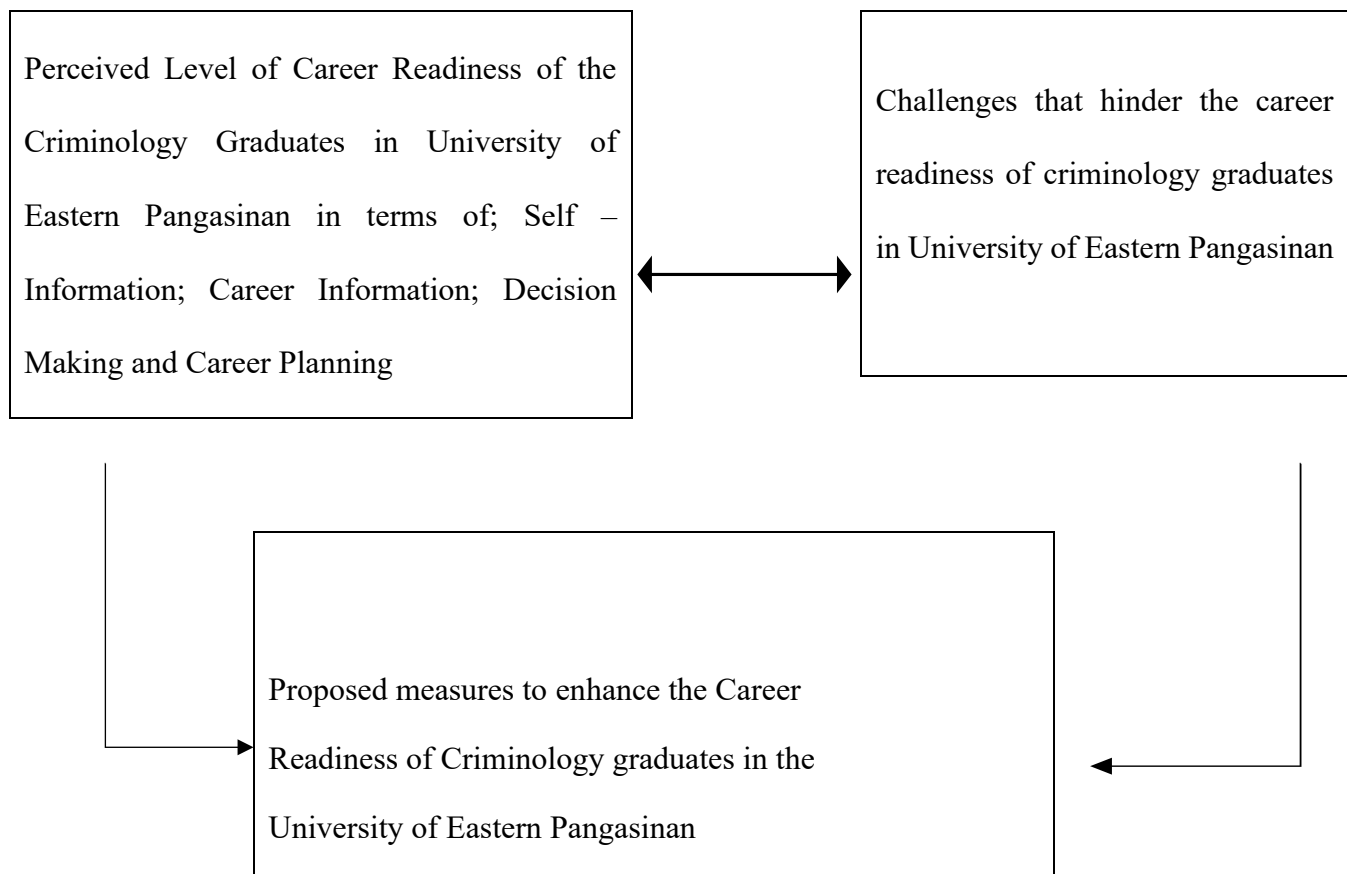 Perceived Level of Career Readiness of the
Criminology Graduates in University of
Eastern Pangasinan in terms of; Self –
Information; Career Information; Decision
Making and Career Planning
Challenges that hinder the career
readiness of criminology graduates
in University of Eastern Pangasinan
Proposed measures to enhance the Career
Readiness of Criminology graduates in the
University of Eastern Pangasinan